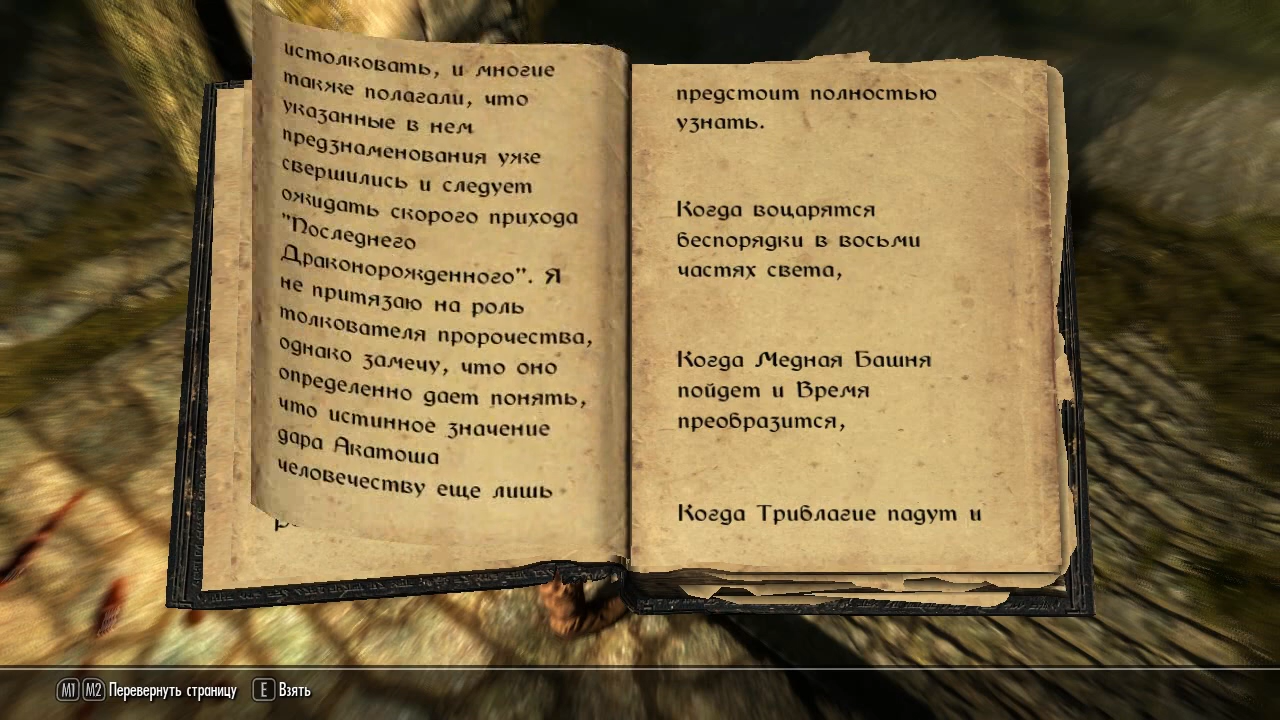 истолковать, и многие
также полагали, что
указанные в нем
предзнаменования уже
свершились и следует
ожидать скорого прихода
"Последнего
Драконорожденного". Я
не притязаю на роль
толкователя пророчества,
однако замечу, что оно
определенно дает понять,
что истинное значение
дара Акатоша
человечеству еще лишь
предстоит полностью
узнать.
Когда воцарятся
беспорядки в восьми
частях света,
Когда Медная Башня
пойдет и Время
преобразится,
Когда Триблагие падут и
M1 M2 Перевернуть страницу E Взять